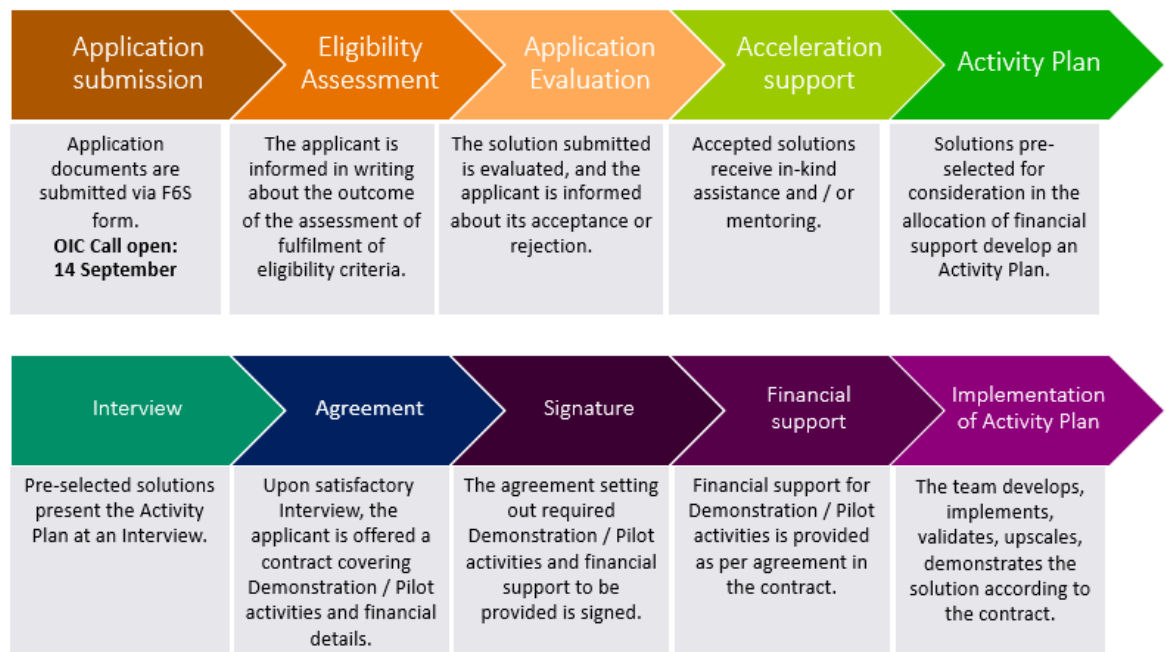 Application
submission
Application
documents are
submitted via F6S
form.
OIC Call open:
14 September
Eligibility
Assessment
The applicant is
informed in writing
about the outcome
of the assessment of
fulfilment of
eligibility criteria.
Application
Evaluation
The solution submitted
is evaluated, and the
applicant is informed
about its acceptance or
rejection.
Acceleration
support
Accepted solutions
receive in-kind
assistance and / or
mentoring.
Activity Plan
Solutions pre-
selected for
consideration in the
allocation of financial
support develop an
Activity Plan.
Interview
Pre-selected solutions
present the Activity
Plan at an Interview.
Agreement
Upon satisfactory
Interview, the
applicant is offered a
contract covering
Demonstration / Pilot
activities and financial
details.
Signature
The agreement setting
out required
Demonstration / Pilot
activities and financial
support to be
provided is signed.
Financial
support
Financial support for
Demonstration / Pilot
activities is provided
as per agreement in
the contract.
Implementation
of Activity Plan
The team develops,
implements,
validates, upscales,
demonstrates the
solution according to
the contract.